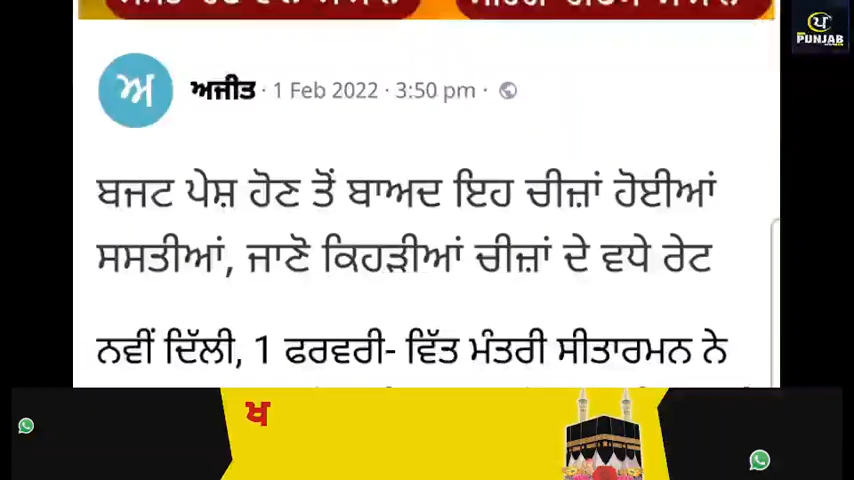 ਪ
PUNJAB
ਅ
ਅਜੀਤ · 1 Feb 2022 · 3:50 pm ·
ਬਜਟ ਪੇਸ਼ ਹੋਣ ਤੋਂ ਬਾਅਦ ਇਹ ਚੀਜ਼ਾਂ ਹੋਈਆਂ
ਸਸਤੀਆਂ, ਜਾਣੋ ਕਿਹੜੀਆਂ ਚੀਜ਼ਾਂ ਦੇ ਵਧੇ ਰੇਟ
ਨਵੀਂ ਦਿੱਲੀ, 1 ਫਰਵਰੀ- ਵਿੱਤ ਮੰਤਰੀ ਸੀਤਾਰਮਨ ਨੇ
ਖ